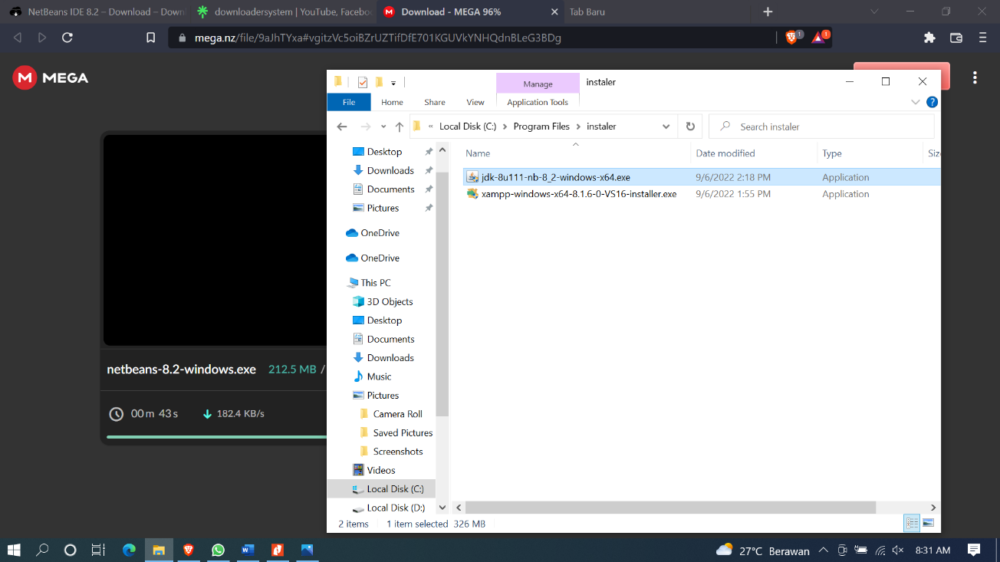 NetBeans IDE 8.2 – Download – Down
downloadersystem | YouTube, Faceboo
Download - MEGA 96%
Tab Baru
mega.nz/file/9aJhTYxa#vgitzVc5oiBZrUZTifDfE701KGUVkYNHQdnBLeG3BDg
1
1
M MEGA
Manage
instaler
File
Home
Share
View
Application Tools
?
« Local Disk (C:) > Program Files > instaler
Search instaler
Name
Date modified
Type
Siz
jdk-8u111-nb-8_2-windows-x64.exe
9/6/2022 2:18 PM
Application
xampp-windows-x64-8.1.6-0-VS16-installer.exe
9/6/2022 1:55 PM
Application
Desktop
Downloads
Documents
Pictures
OneDrive
OneDrive
This PC
3D Objects
Desktop
Documents
Downloads
Music
Pictures
Camera Roll
Saved Pictures
Screenshots
Videos
Local Disk (C:)
Local Disk (D:)
2 items
1 item selected 326 MB
netbeans-8.2-windows.exe 212.5 MB /
00 m 43 s
182.4 KB/s
27°C Berawan
8:31 AM